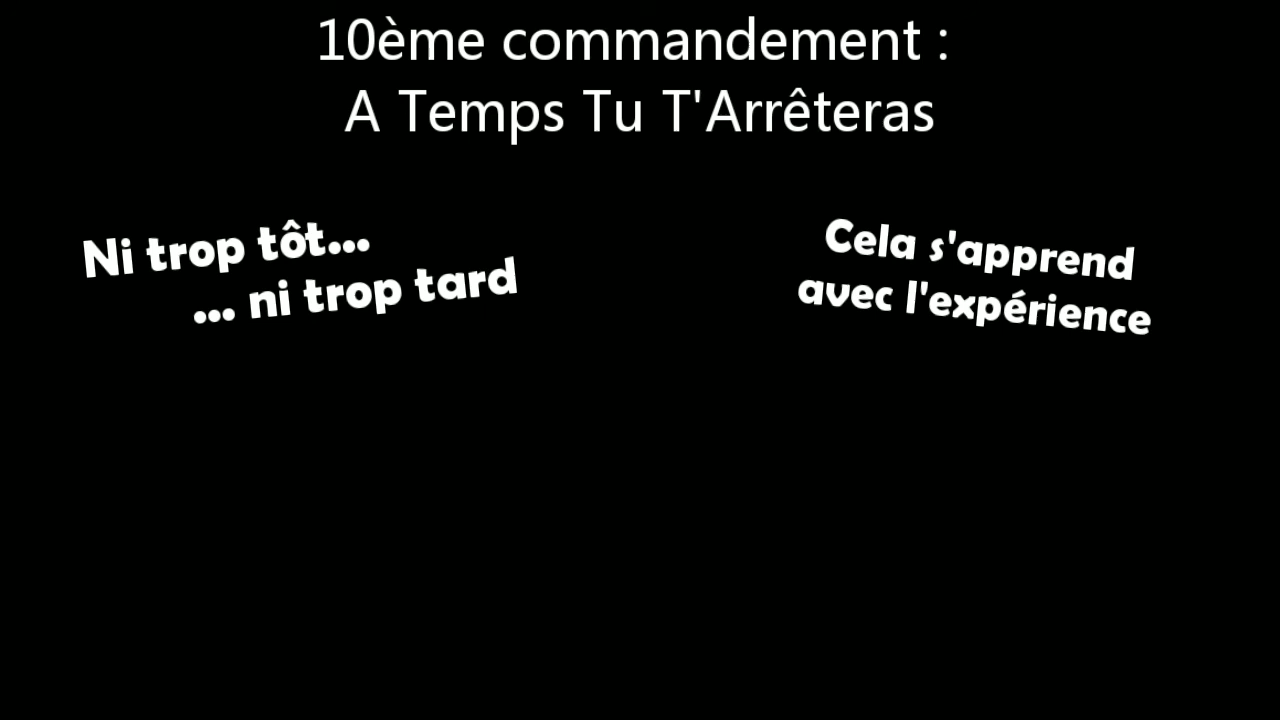 10ème commandement :
A Temps Tu T'Arrêteras
Ni trop tôt...
... ni trop tard
Cela s'apprend
avec l'expérience